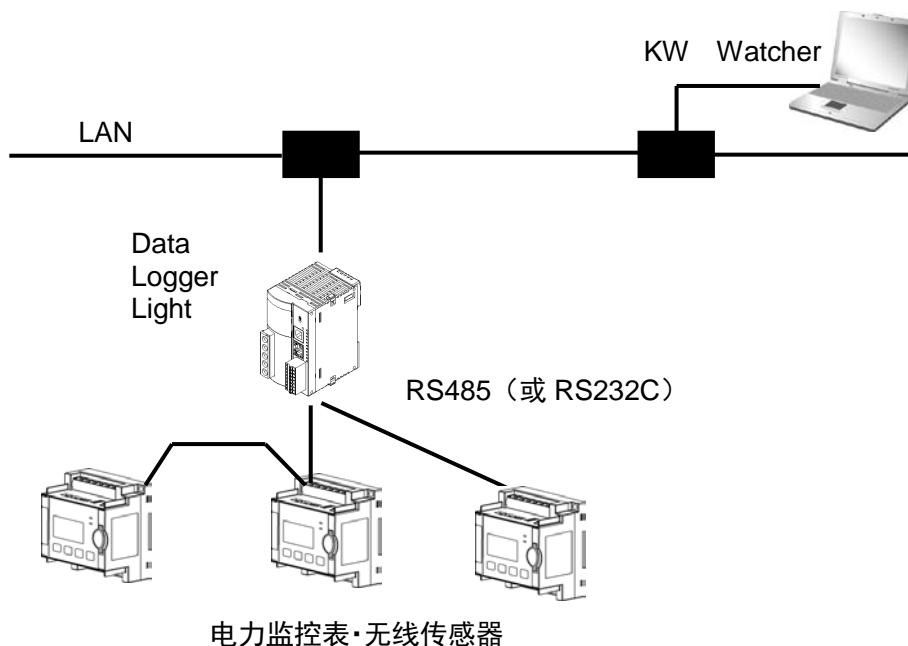 KW Watcher
LAN
Data
Logger
Light
RS485（或 RS232C）
电力监控表･无线传感器